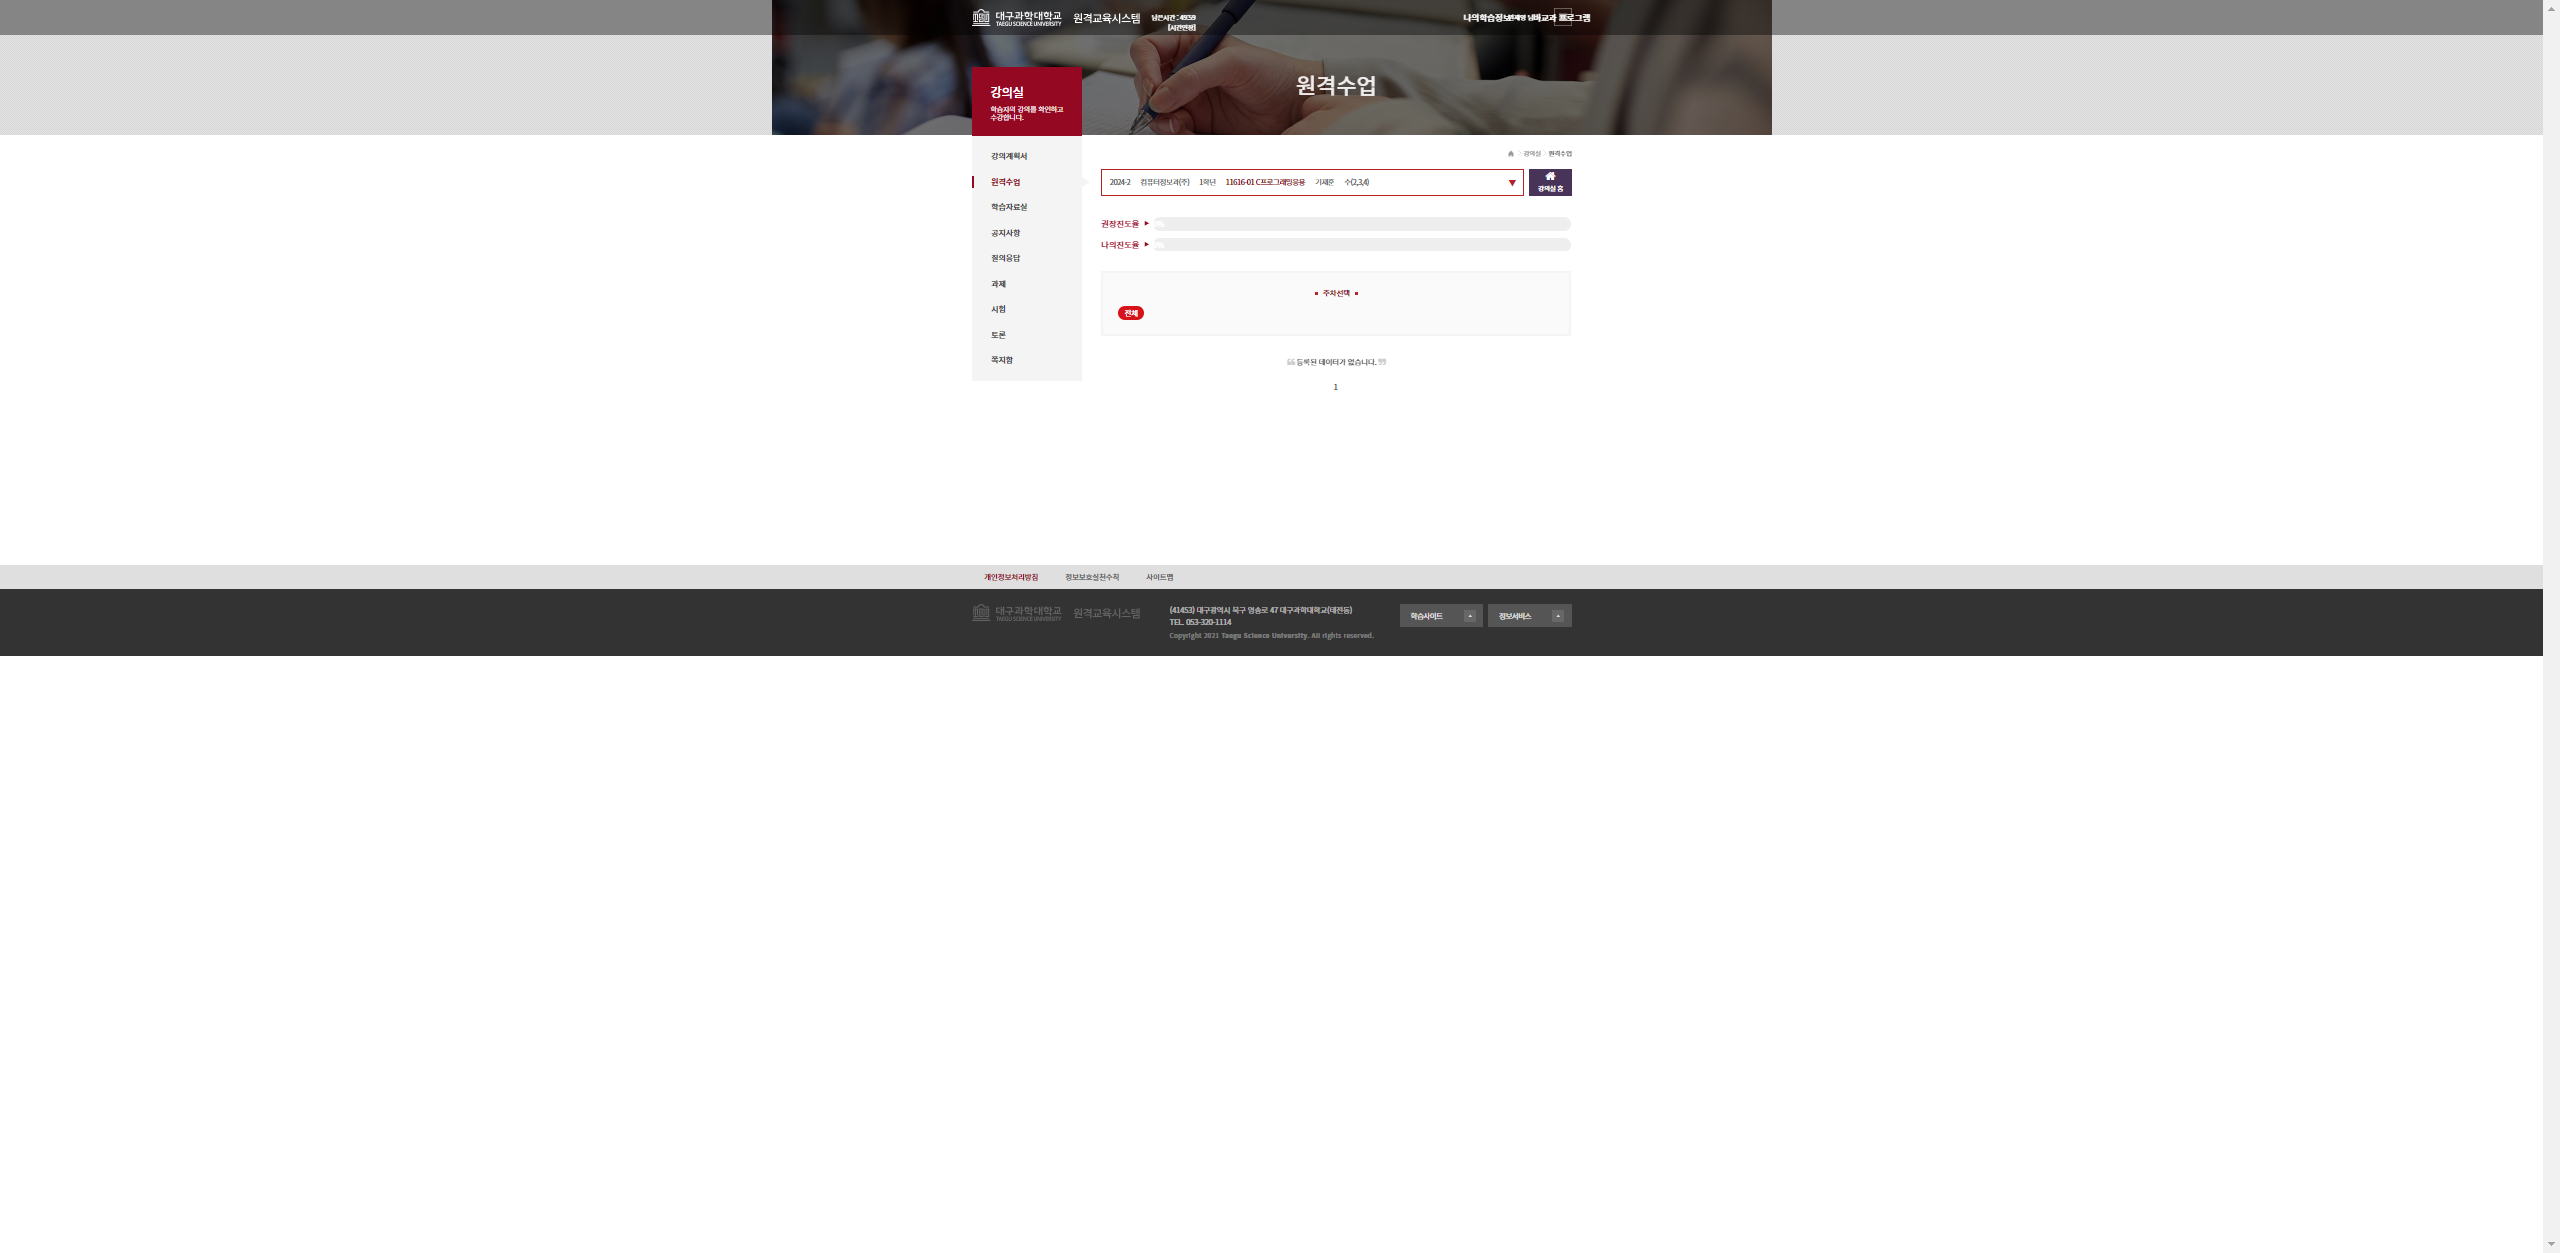 대구과학대학교
TAEGU SCIENCE UNIVERSITY
원격교육시스템
남은시간 : 49:59
[시간연장]
나의학습정보
비교과 프로그램
원격수업
강의실
학습자의 강의를 확인하고
수강합니다.
강의계획서
원격수업
학습자료실
공지사항
질의응답
과제
시험
토론
쪽지함
강의실 원격수업
2024-2 컴퓨터정보과(주) 1학년 11616-01 C프로그래밍응용 기재준 수(2,3,4)
강의실 홈
권장진도율
나의진도율
주차선택
전체
등록된 데이터가 없습니다.
1
개인정보처리방침 정보보호실천수칙 사이트맵
대구과학대학교
TAEGU SCIENCE UNIVERSITY
원격교육시스템
(41453) 대구광역시 북구 영송로 47 대구과학대학교(태전동)
TEL. 053-320-1114
Copyright 2021 Taegu Science University. All rights reserved.
학습사이트
정보서비스